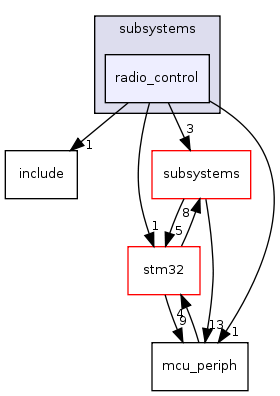 subsystems
radio_control
1
3
include
subsystems
1
8
5
stm32
4
9
13
1
mcu_periph